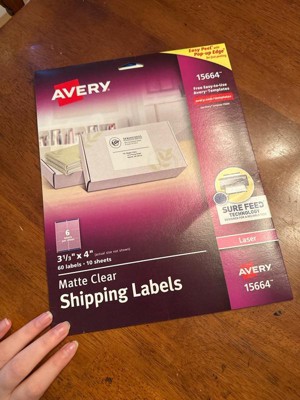 Easy Peel with
Pop-up Edge
AVERY
15664
Free Easy-to-Use
Avery Templates
6
3 1/3" x 4"
60 labels · 10 sheets
SURE FEED
TECHNOLOGY
Laser
Matte Clear
Shipping Labels
AVERY
15664